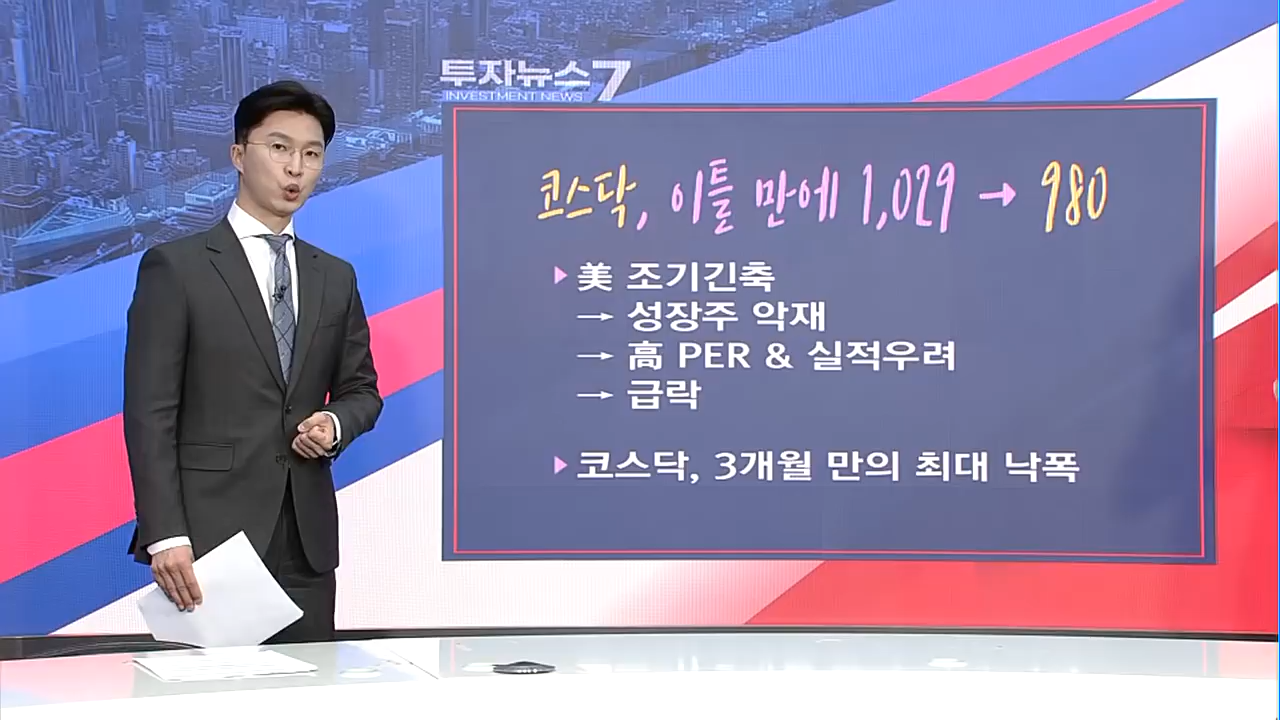 투자뉴스7
INVESTMENT NEWS
코스닥, 이틀 만에 1,029 → 980
▶美 조기긴축
→ 성장주 악재
→ 高 PER & 실적우려
→ 급락
▶코스닥, 3개월 만의 최대 낙폭